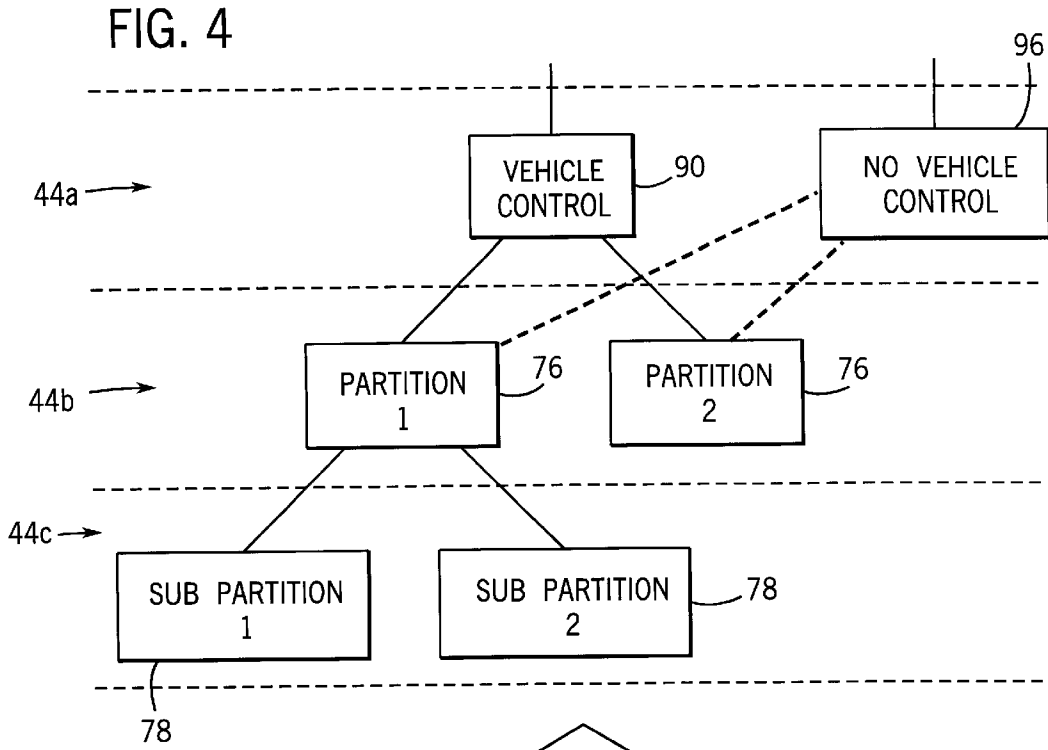 FIG. 4
96
44a
VEHICLE
CONTROL
90
NO VEHICLE
CONTROL
44b
PARTITION
1
76
PARTITION
2
76
44c
SUB PARTITION
1
SUB PARTITION
2
78
78